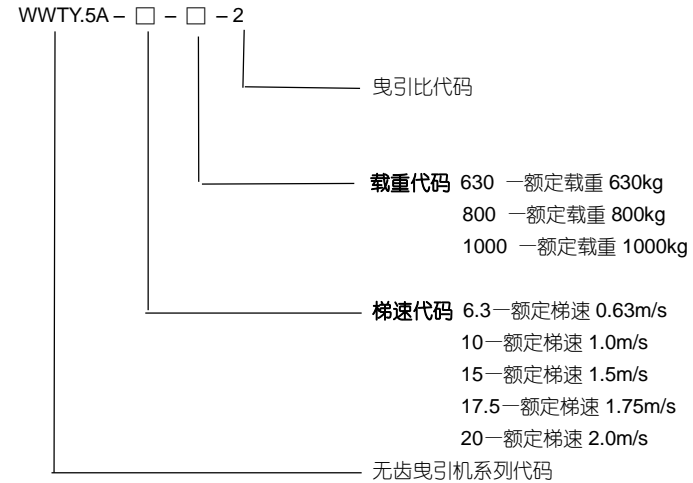 WWTY.5A – □ – □ – 2
曳引比代码
载重代码 630 一额定载重 630kg
800 一额定载重 800kg
1000 一额定载重 1000kg
梯速代码 6.3一额定梯速 0.63m/s
10一额定梯速 1.0m/s
15一额定梯速 1.5m/s
17.5一额定梯速 1.75m/s
20一额定梯速 2.0m/s
无齿曳引机系列代码